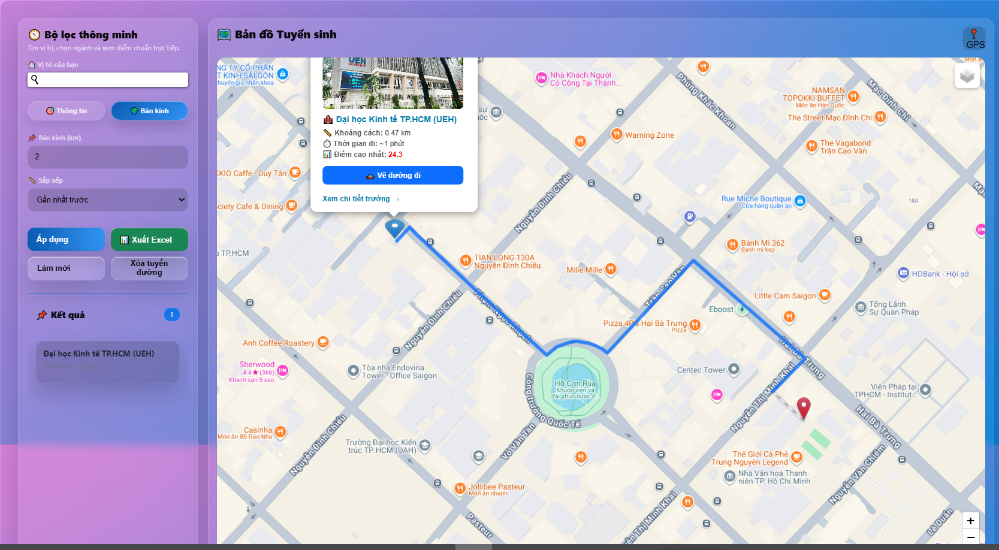 Bộ lọc thông minh
Tìm vị trí, chọn ngành và xem điểm chuẩn trực tiếp.
Vị trí của bạn
Thông tin
Bán kính
Bán kính (km)
2
Sắp xếp
Gần nhất trước
Áp dụng
Xuất Excel
Làm mới
Xóa tuyến
đường
Kết quả
1
Đại học Kinh tế TP.HCM (UEH)
0.47 km - ~1 phút
Bản đồ Tuyển sinh
GPS
UEH
UNIVERSITY
Đại học Kinh tế TP.HCM (UEH)
Khoảng cách: 0.47 km
Thời gian đi: ~1 phút
Điểm cao nhất: 24.3
Vẽ đường đi
Xem chi tiết trường ›
NG TY CỔ PHẦN
T KÍNH SÀI GÒN
huyên gia nhãn khoa
Nhà Khách Người
Có Công Tại Thành...
Phùng Khắc Khoan
Mạc Đĩnh Chi
NAMSAN
TOPOKKI BUFFET
Món ăn Hàn Quốc
The Street Mạc Đĩnh Chi
Warning Zone
The Vagabond
Trần Cao Vân
KIO Caffe - Duy Tân
ciety Cafe & Dining
Nguyễn Đình Chiểu
Rue Miche Boutique
Cửa hàng quần áo
18A
TP.HCM
TIAN LONG 130A
Nguyễn Đình Chiểu
Mille Mille
Bánh Mì 362
Bánh mì kẹp
Trần Cao Vân
HDBank - Hội sở
Little Cam Saigon
Eboost
Tổng Lãnh
Sự Quán Pháp
Phạm Ngọc Thạch
Nguyễn Đình Chiểu
Pizza 4P's Hai Bà Trưng
Pizza
Anh Coffee Roastery
Hai Bà Trưng
Sherwood
4.4★(366)
Khách sạn 5 sao
Tòa nhà Endovina
Tower - Office Saigon
Hồ Con Rùa
Khuôn viên và
đài phun nước ở...
Centec Tower
Nguyễn Thị Minh Khai
Viện Pháp tại
TPHCM - Institut...
Công trường Quốc Tế
Casinha
Món ăn Bồ Đào Nha
Nguyễn Đình Chiểu
Trường Đại học Kiến
trúc TP.HCM (UAH)
Võ Văn Tần
Hai Bà Trưng
Thế Giới Cà Phê
Trung Nguyên Legend
Nhà Văn hoá Thanh
niên TP. Hồ Chí Minh
Nguyễn Văn Chiêm
Jollibee Pasteur
Món ăn nhanh
Pasteur
Thị Minh Khai
Lê Duẩn
+
−